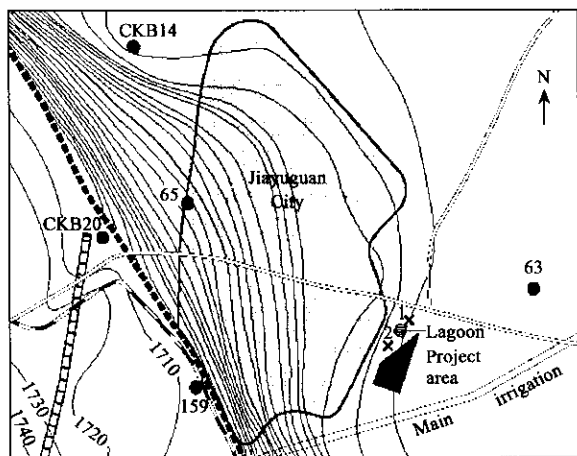 CKB14
N
65
Jiayuguan
City
CKB20
63
1
2
Lagoon
Project
area
1710
1730
1740
1720
159
Main irrigation